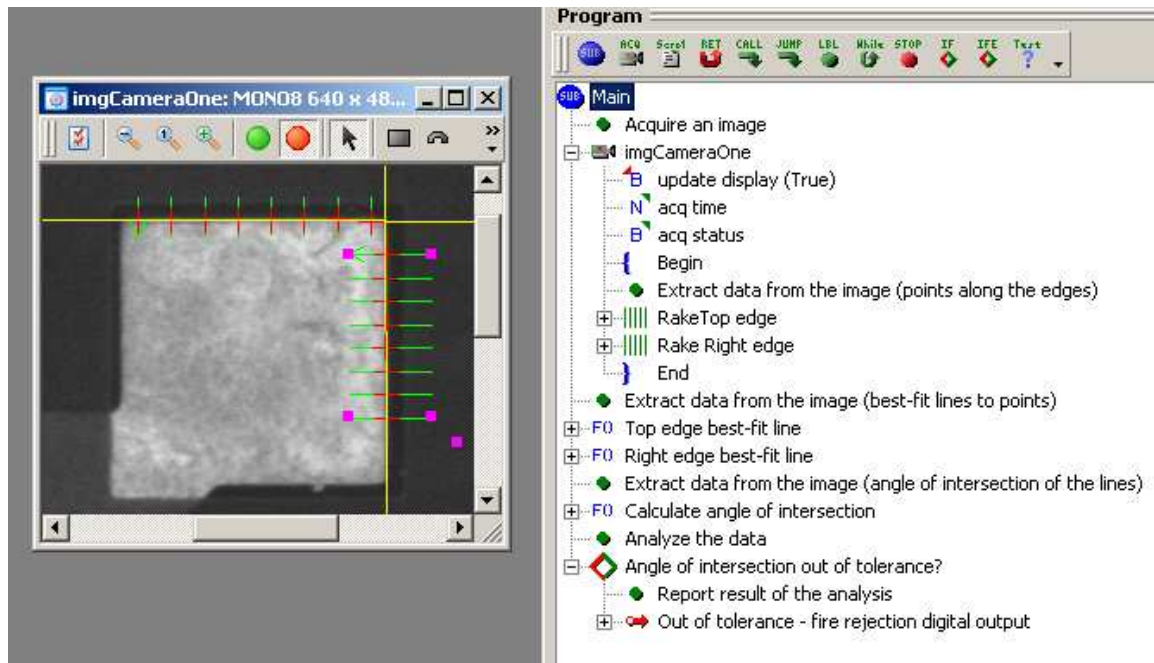 Program
SUB ACQ Script RET CALL JUMP LBL While STOP IF IFE Test
?
imgCameraOne: MONO8 640 x 48...
1
SUB Main
Acquire an image
imgCameraOne
B update display (True)
N acq time
B acq status
{ Begin
Extract data from the image (points along the edges)
RakeTop edge
Rake Right edge
} End
Extract data from the image (best-fit lines to points)
F() Top edge best-fit line
F() Right edge best-fit line
Extract data from the image (angle of intersection of the lines)
F() Calculate angle of intersection
Analyze the data
Angle of intersection out of tolerance?
Report result of the analysis
Out of tolerance - fire rejection digital output